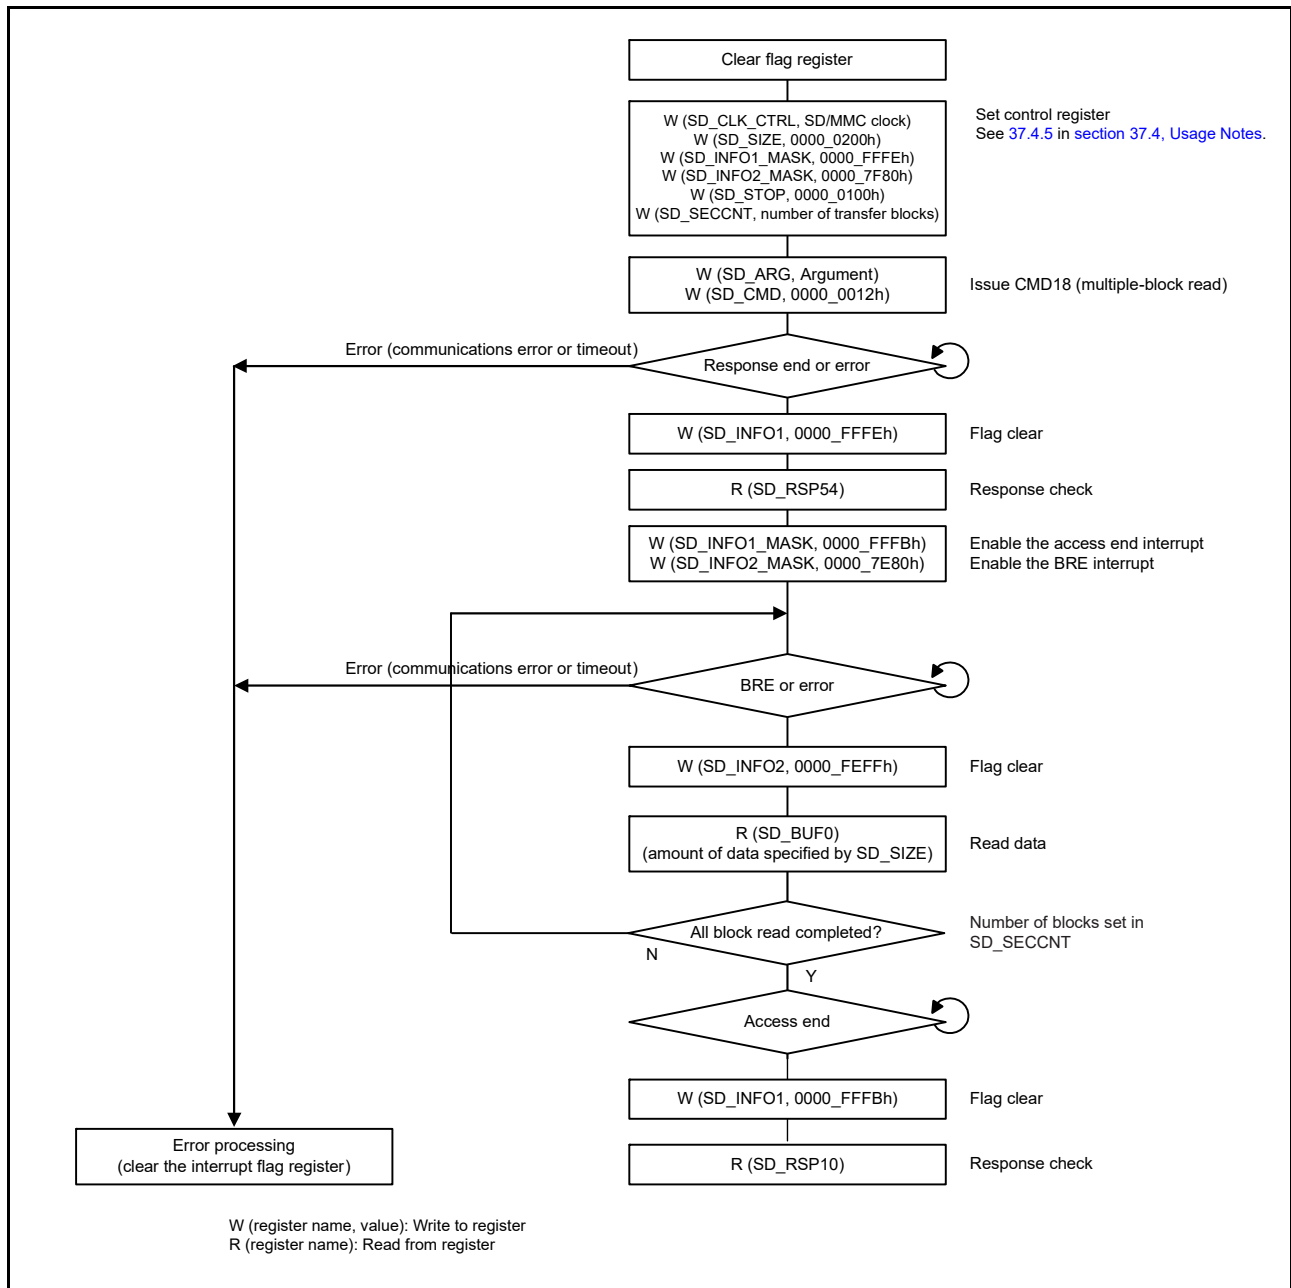 Clear flag register
W (SD_CLK_CTRL, SD/MMC clock)
W (SD_SIZE, 0000_0200h)
W (SD_INFO1_MASK, 0000_FFFEh)
W (SD_INFO2_MASK, 0000_7F80h)
W (SD_STOP, 0000_0100h)
W (SD_SECCNT, number of transfer blocks)
Set control register
See 37.4.5 in section 37.4, Usage Notes.
W (SD_ARG, Argument)
W (SD_CMD, 0000_0012h)
Issue CMD18 (multiple-block read)
Error (communications error or timeout)
Response end or error
W (SD_INFO1, 0000_FFFEh)
Flag clear
R (SD_RSP54)
Response check
W (SD_INFO1_MASK, 0000_FFFBh)
W (SD_INFO2_MASK, 0000_7E80h)
Enable the access end interrupt
Enable the BRE interrupt
Error (communications error or timeout)
BRE or error
W (SD_INFO2, 0000_FEFFh)
Flag clear
R (SD_BUF0)
(amount of data specified by SD_SIZE)
Read data
All block read completed?
Number of blocks set in
SD_SECCNT
N
Y
Access end
W (SD_INFO1, 0000_FFFBh)
Flag clear
Error processing
(clear the interrupt flag register)
R (SD_RSP10)
Response check
W (register name, value): Write to register
R (register name): Read from register